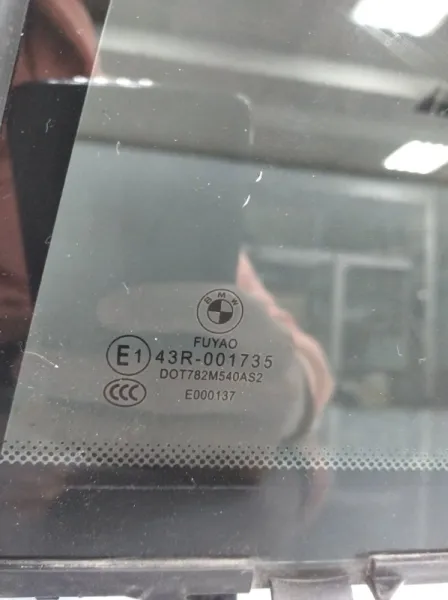 BMW
FUYAO
E1 43R-001735
DOT782M540AS2
CCC E000137